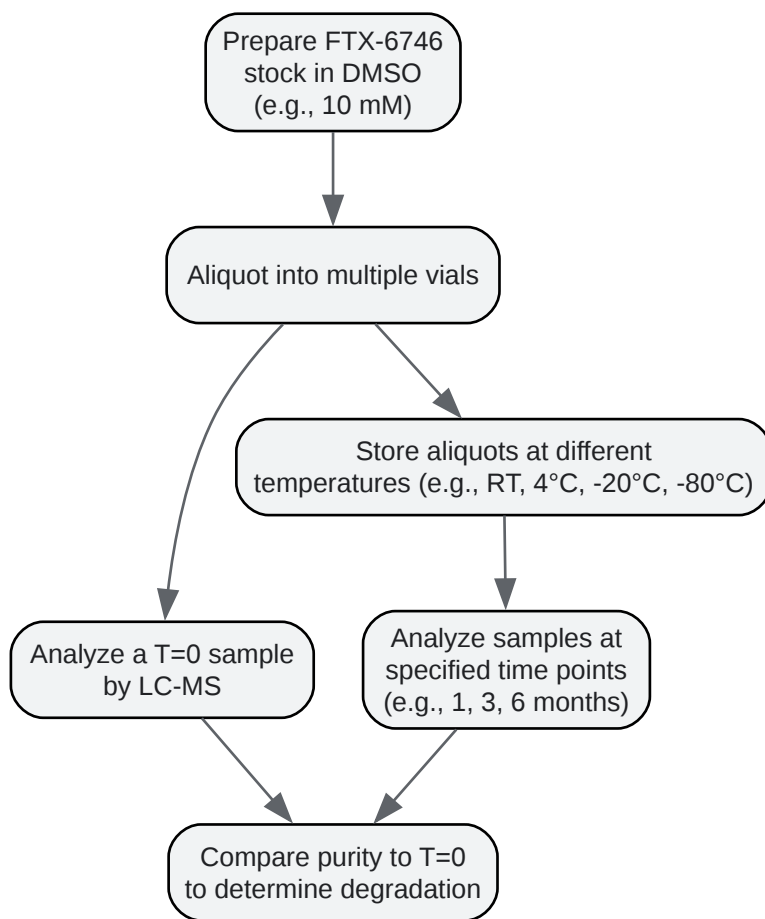 Prepare FTX-6746
stock in DMSO
(e.g., 10 mM)
Aliquot into multiple vials
Store aliquots at different
temperatures (e.g., RT, 4°C, -20°C, -80°C)
Analyze a T=0 sample
by LC-MS
Analyze samples at
specified time points
(e.g., 1, 3, 6 months)
Compare purity to T=0
to determine degradation